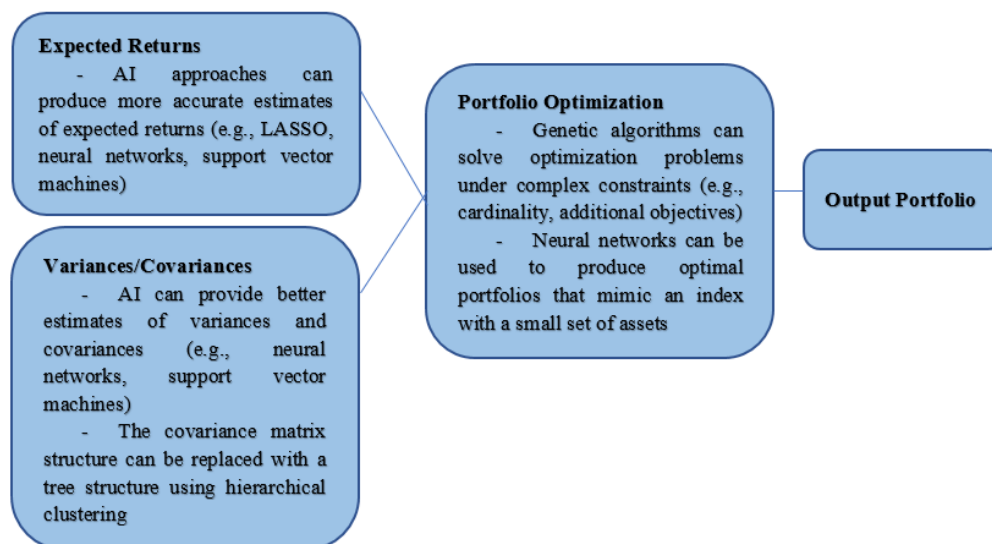 Expected Returns
- AI approaches can
produce more accurate estimates
of expected returns (e.g., LASSO,
neural networks, support vector
machines)
Variances/Covariances
- AI can provide better
estimates of variances and
covariances (e.g., neural
networks, support vector
machines)
- The covariance matrix
structure can be replaced with a
tree structure using hierarchical
clustering
Portfolio Optimization
- Genetic algorithms can
solve optimization problems
under complex constraints (e.g.,
cardinality, additional objectives)
- Neural networks can be
used to produce optimal
portfolios that mimic an index
with a small set of assets
Output Portfolio